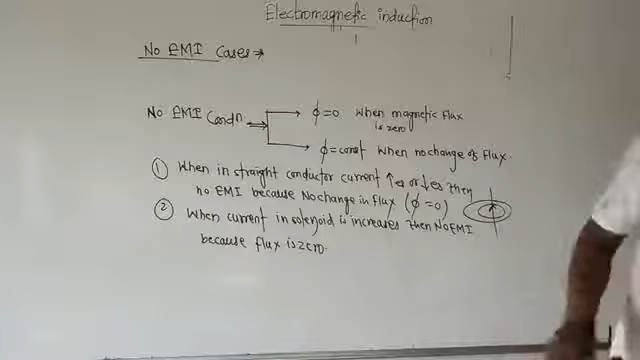 Electromagnetic induction
No EMI Cases →
No EMI Condn
ϕ=0 When magnetic flux
is zero
ϕ=const When no change of flux.
① When in straight conductor current ↑es or ↓es then
no EMI because No change in flux (ϕ=0)
② When current in solenoid is increases then No EMI
because flux is zero.